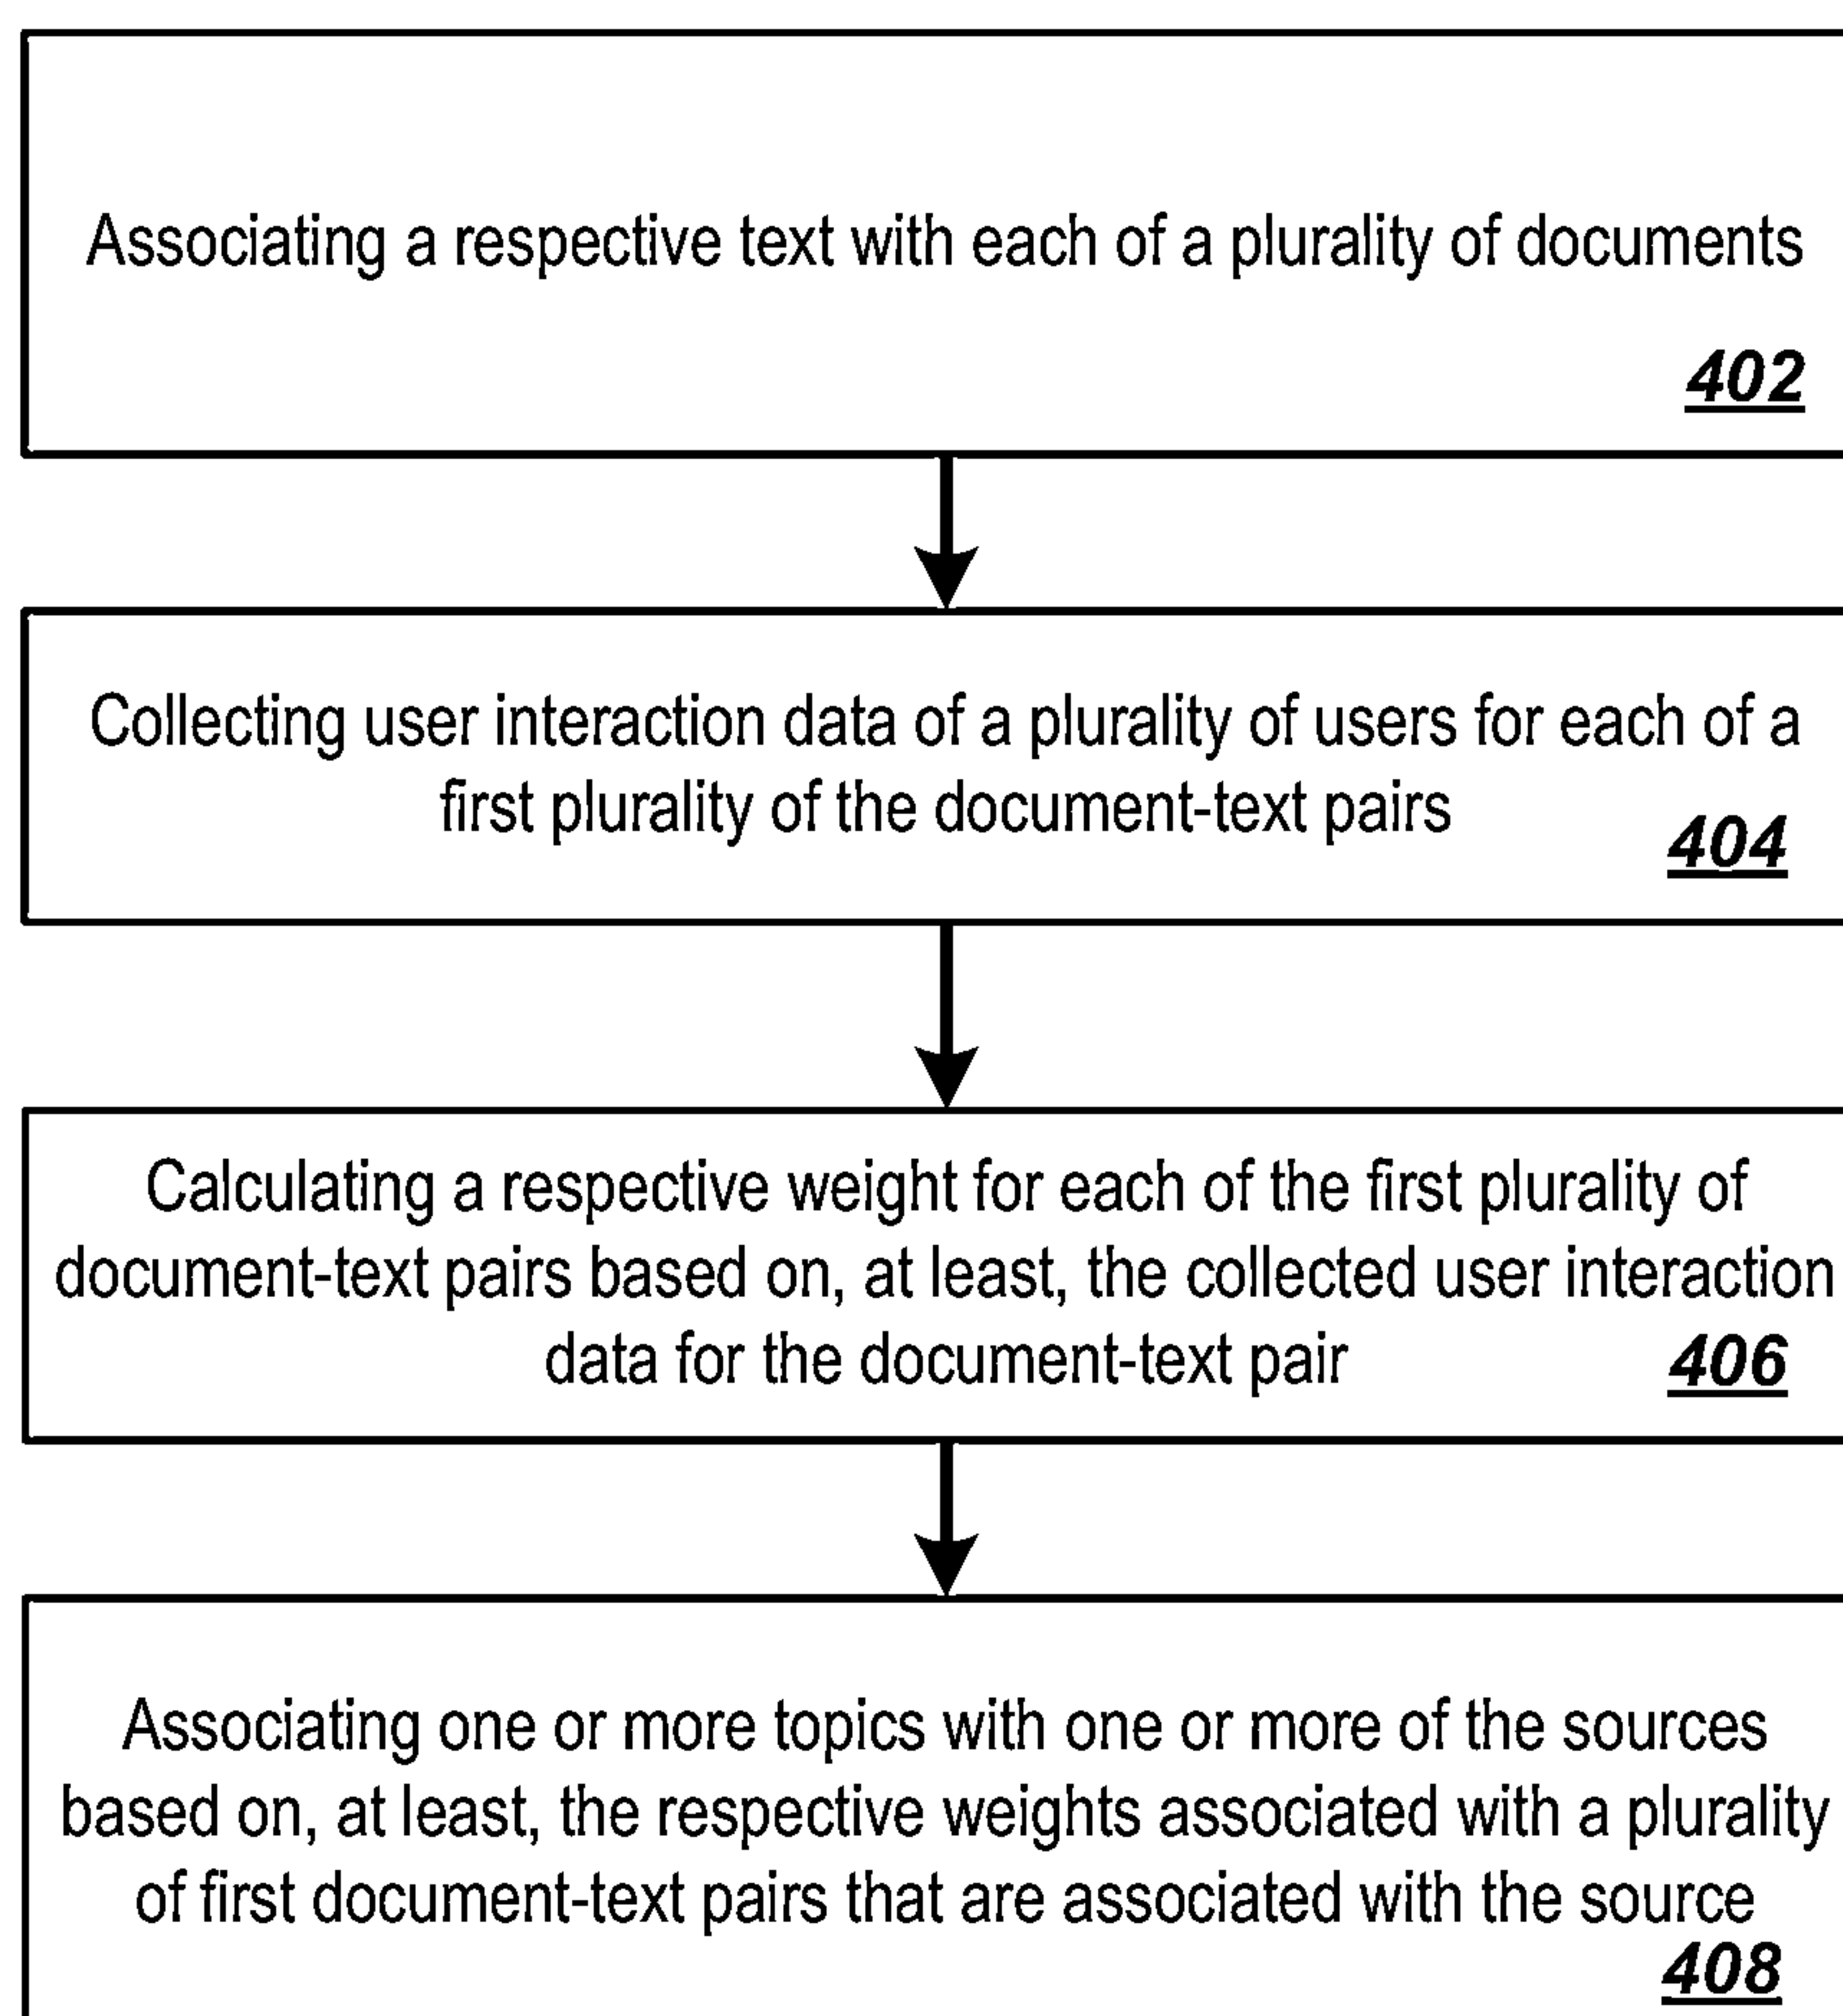 Associating a respective text with each of a plurality of documents
402
Collecting user interaction data of a plurality of users for each of a
first plurality of the document-text pairs
404
Calculating a respective weight for each of the first plurality of
document-text pairs based on, at least, the collected user interaction
data for the document-text pair
406
Associating one or more topics with one or more of the sources
based on, at least, the respective weights associated with a plurality
of first document-text pairs that are associated with the source
408